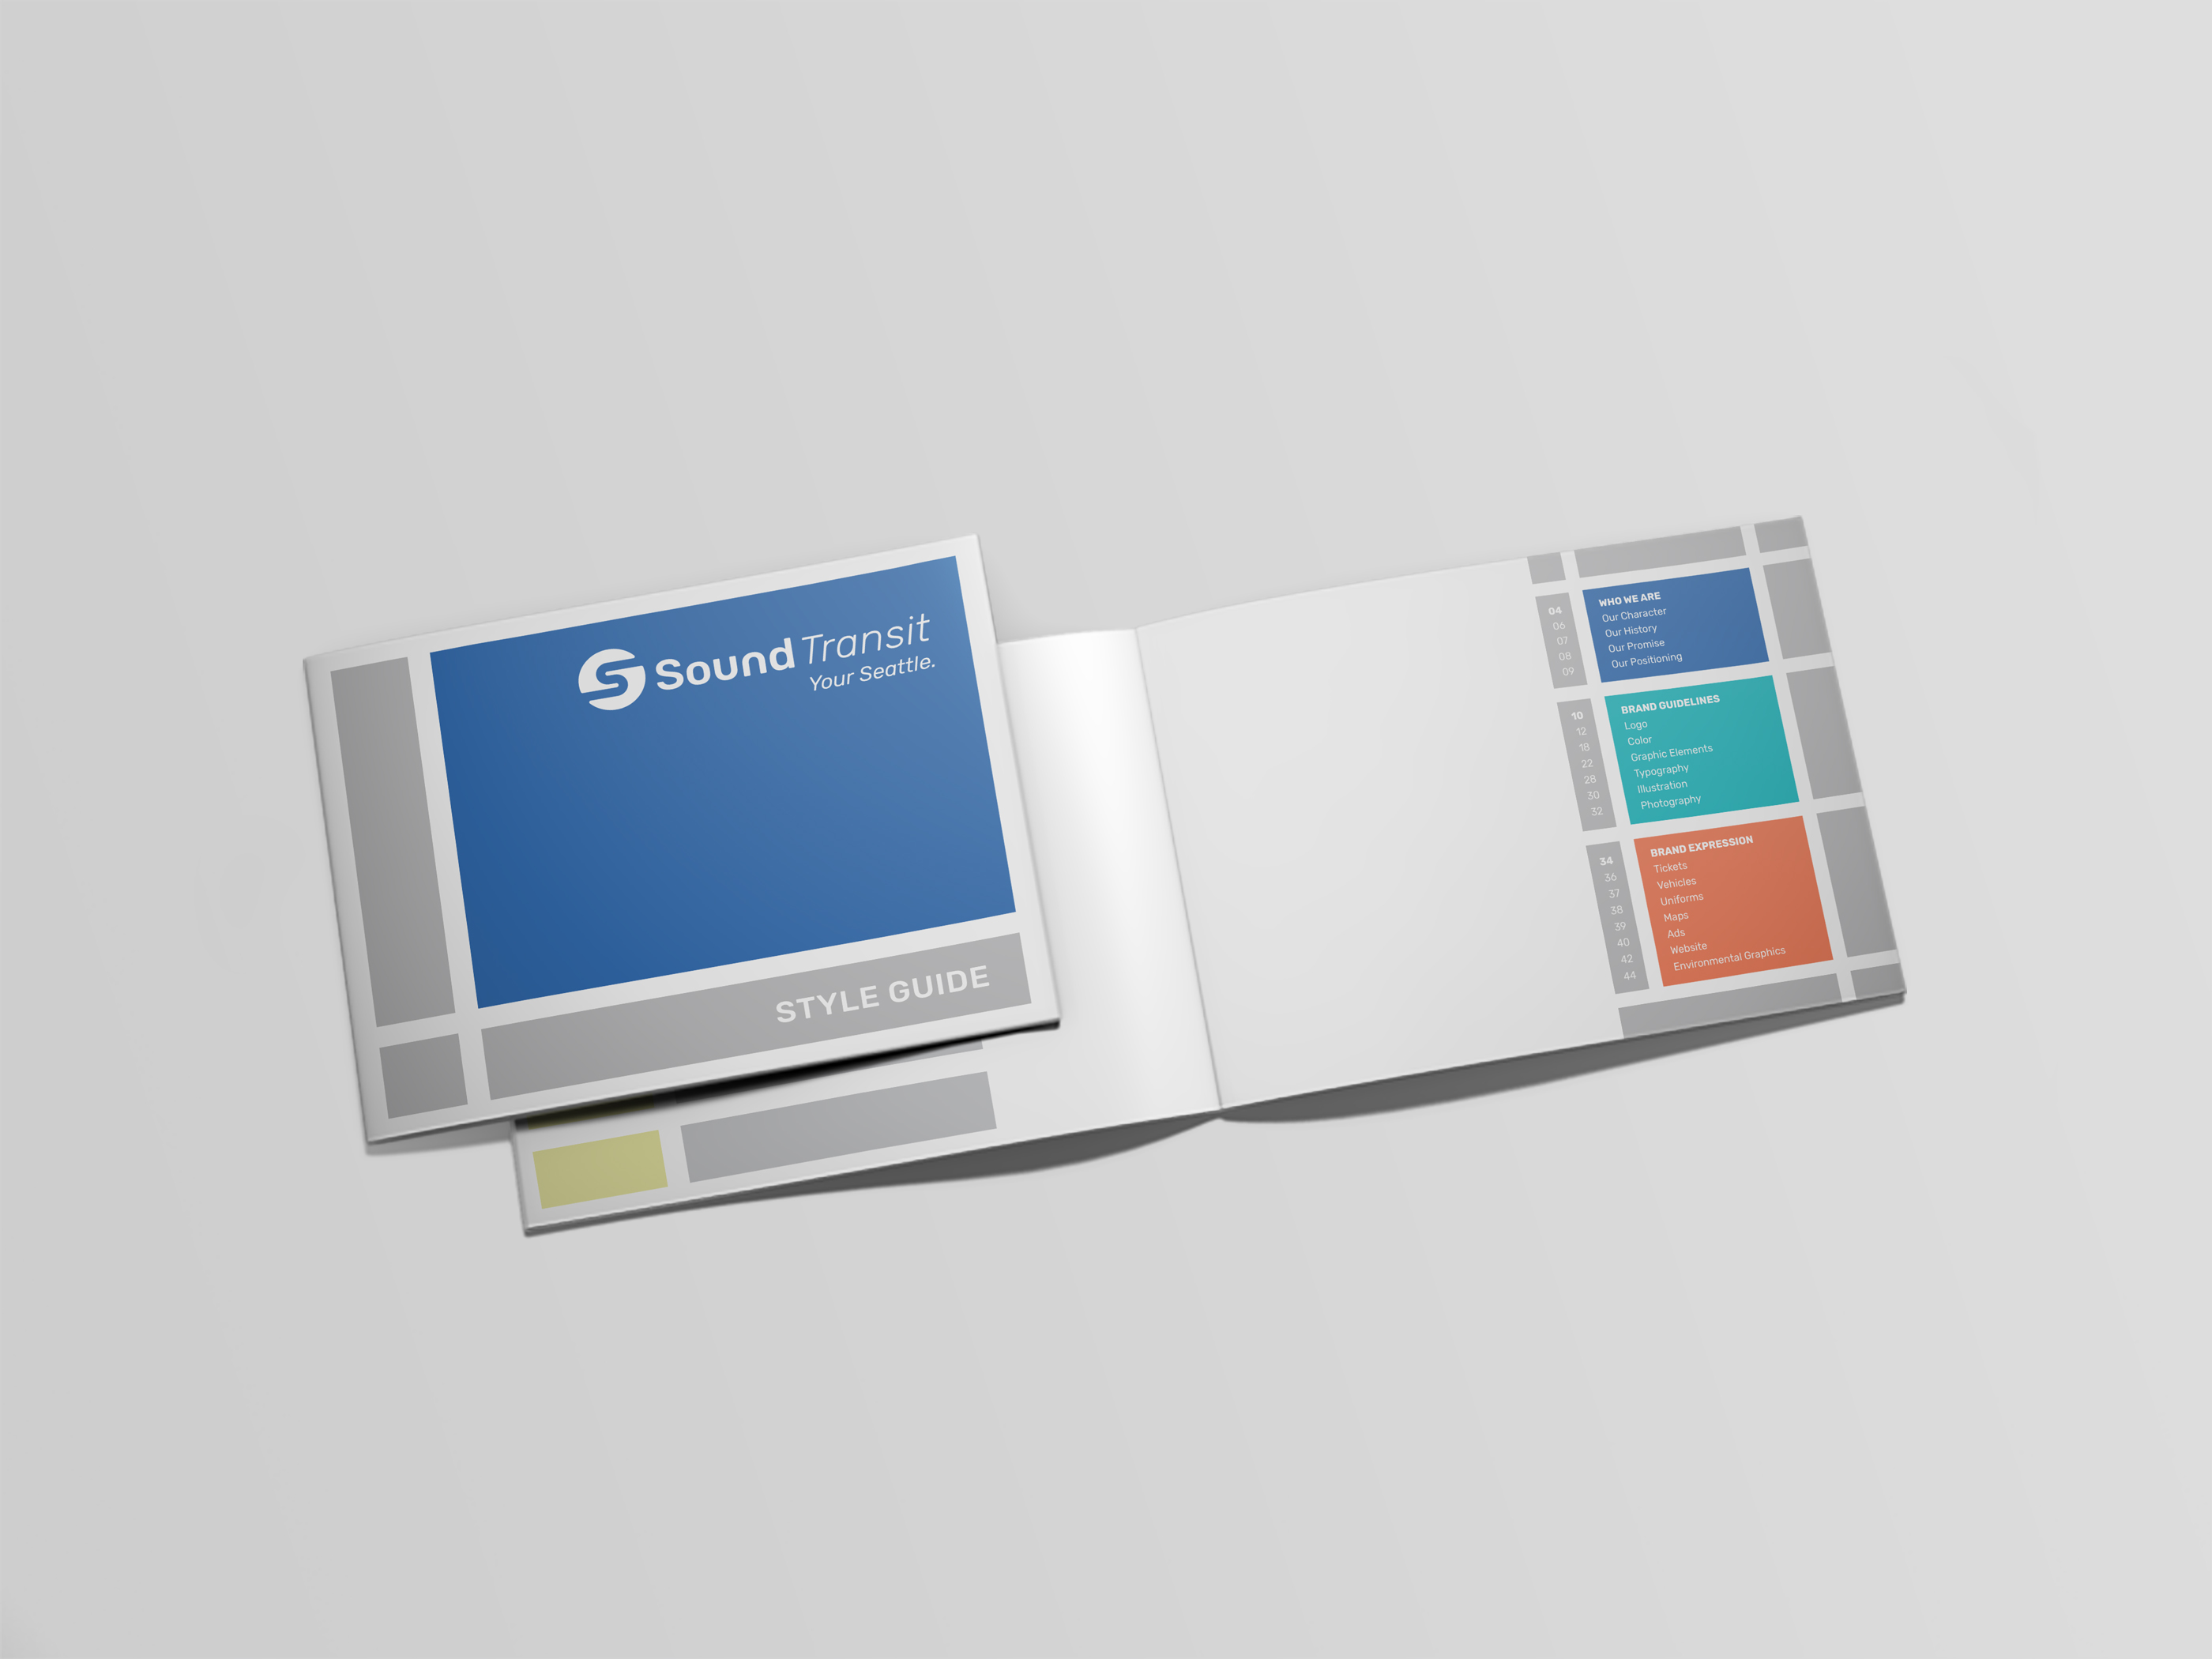 Sound Transit
Your Seattle.
STYLE GUIDE
04 WHO WE ARE
06 Our Character
07 Our History
08 Our Promise
09 Our Positioning
10 BRAND GUIDELINES
12 Logo
18 Color
22 Graphic Elements
28 Typography
30 Illustration
32 Photography
34 BRAND EXPRESSION
36 Tickets
37 Vehicles
38 Uniforms
39 Maps
40 Ads
42 Website
44 Environmental Graphics